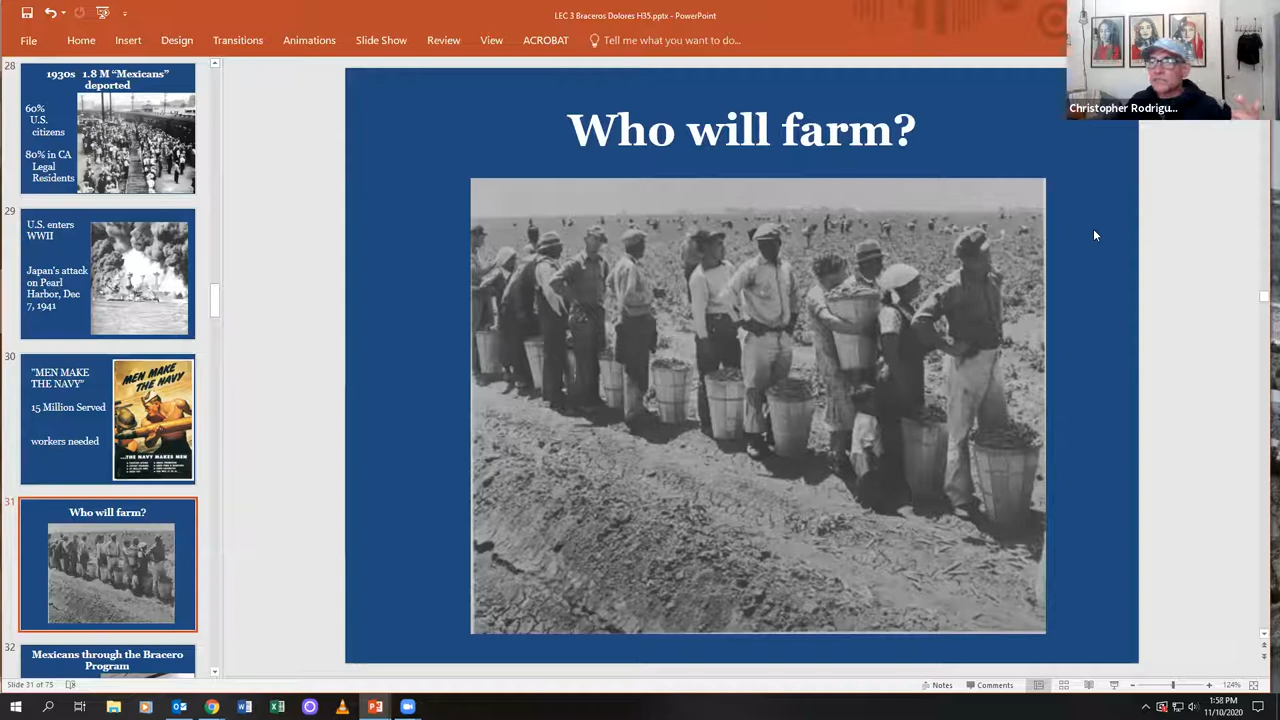 LEC 3 Braceros Dolores H35.pptx - PowerPoint
File Home Insert Design Transitions Animations Slide Show Review View ACROBAT Tell me what you want to do...
Christopher Rodrigu...
28
1930s 1.8 M “Mexicans”
deported
60%
U.S.
citizens
80% in CA
Legal
Residents
29
U.S. enters
WWII
Japan's attack
on Pearl
Harbor, Dec
7, 1941
30
"MEN MAKE
THE NAVY"
15 Million Served
workers needed
MEN MAKE
THE NAVY
...THE NAVY MAKES MEN
31
Who will farm?
32
Mexicans through the Bracero
Program
Who will farm?
Slide 31 of 75
Notes
Comments
124%
1:58 PM
11/10/2020